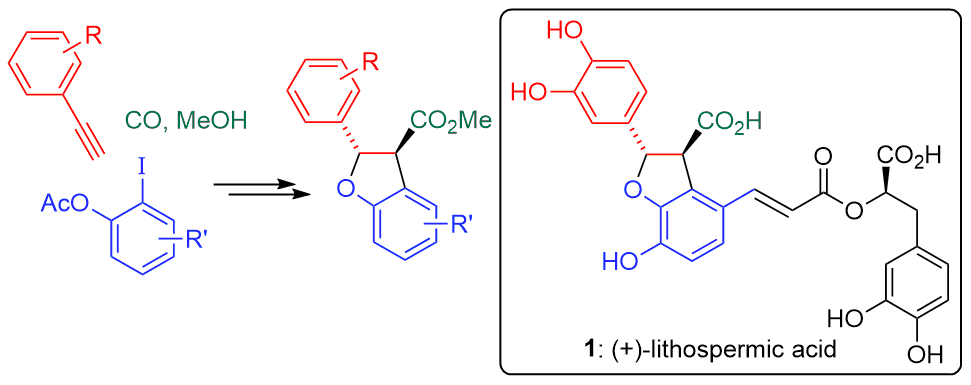 R
CO, MeOH
AcO
I
R'
R
CO₂Me
O
R'
HO
HO
CO₂H
O
HO
O
O
CO₂H
HO
OH
1: (+)-lithospermic acid